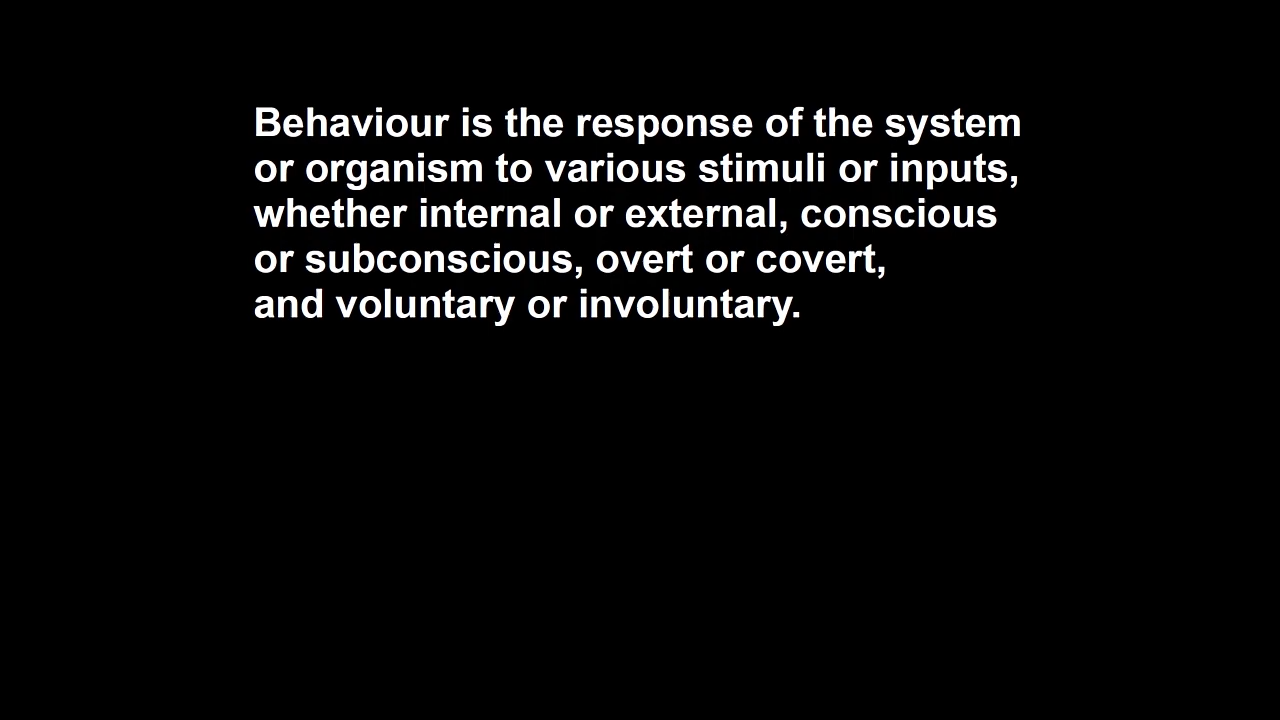 Behaviour is the response of the system
or organism to various stimuli or inputs,
whether internal or external, conscious
or subconscious, overt or covert,
and voluntary or involuntary.